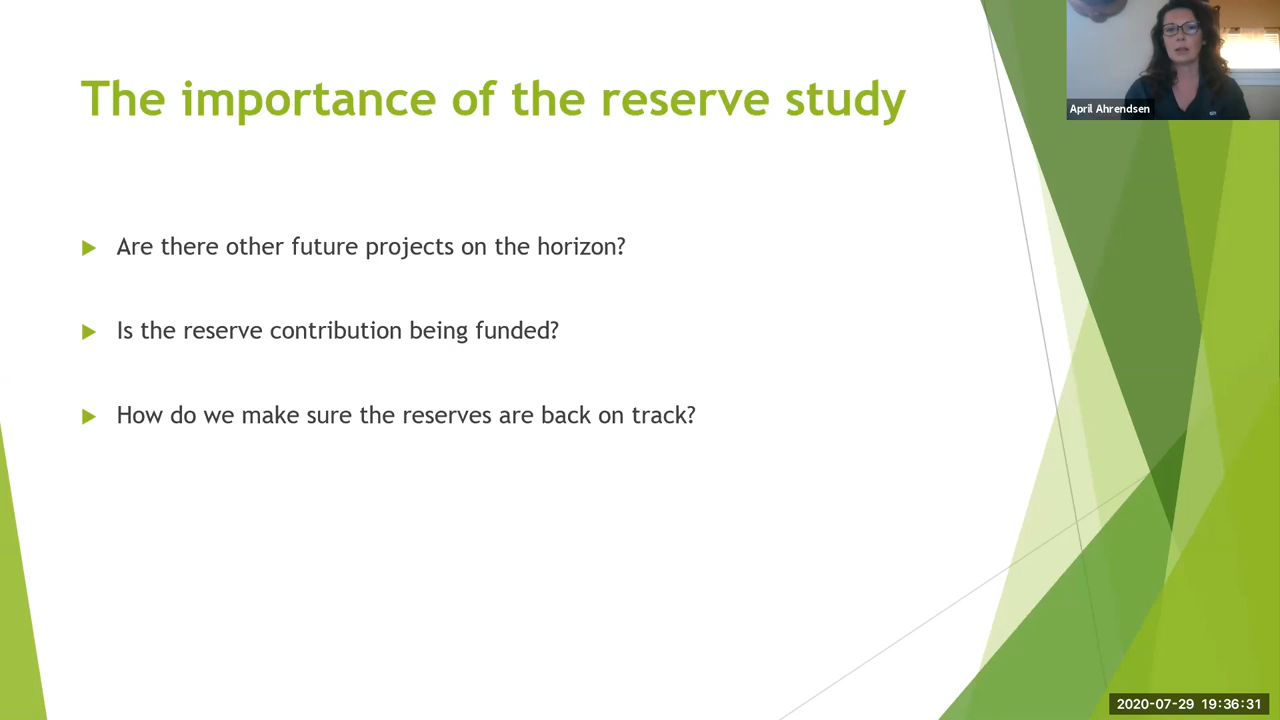 The importance of the reserve study
April Ahrendsen
Are there other future projects on the horizon?
Is the reserve contribution being funded?
How do we make sure the reserves are back on track?
2020-07-29 19:36:31